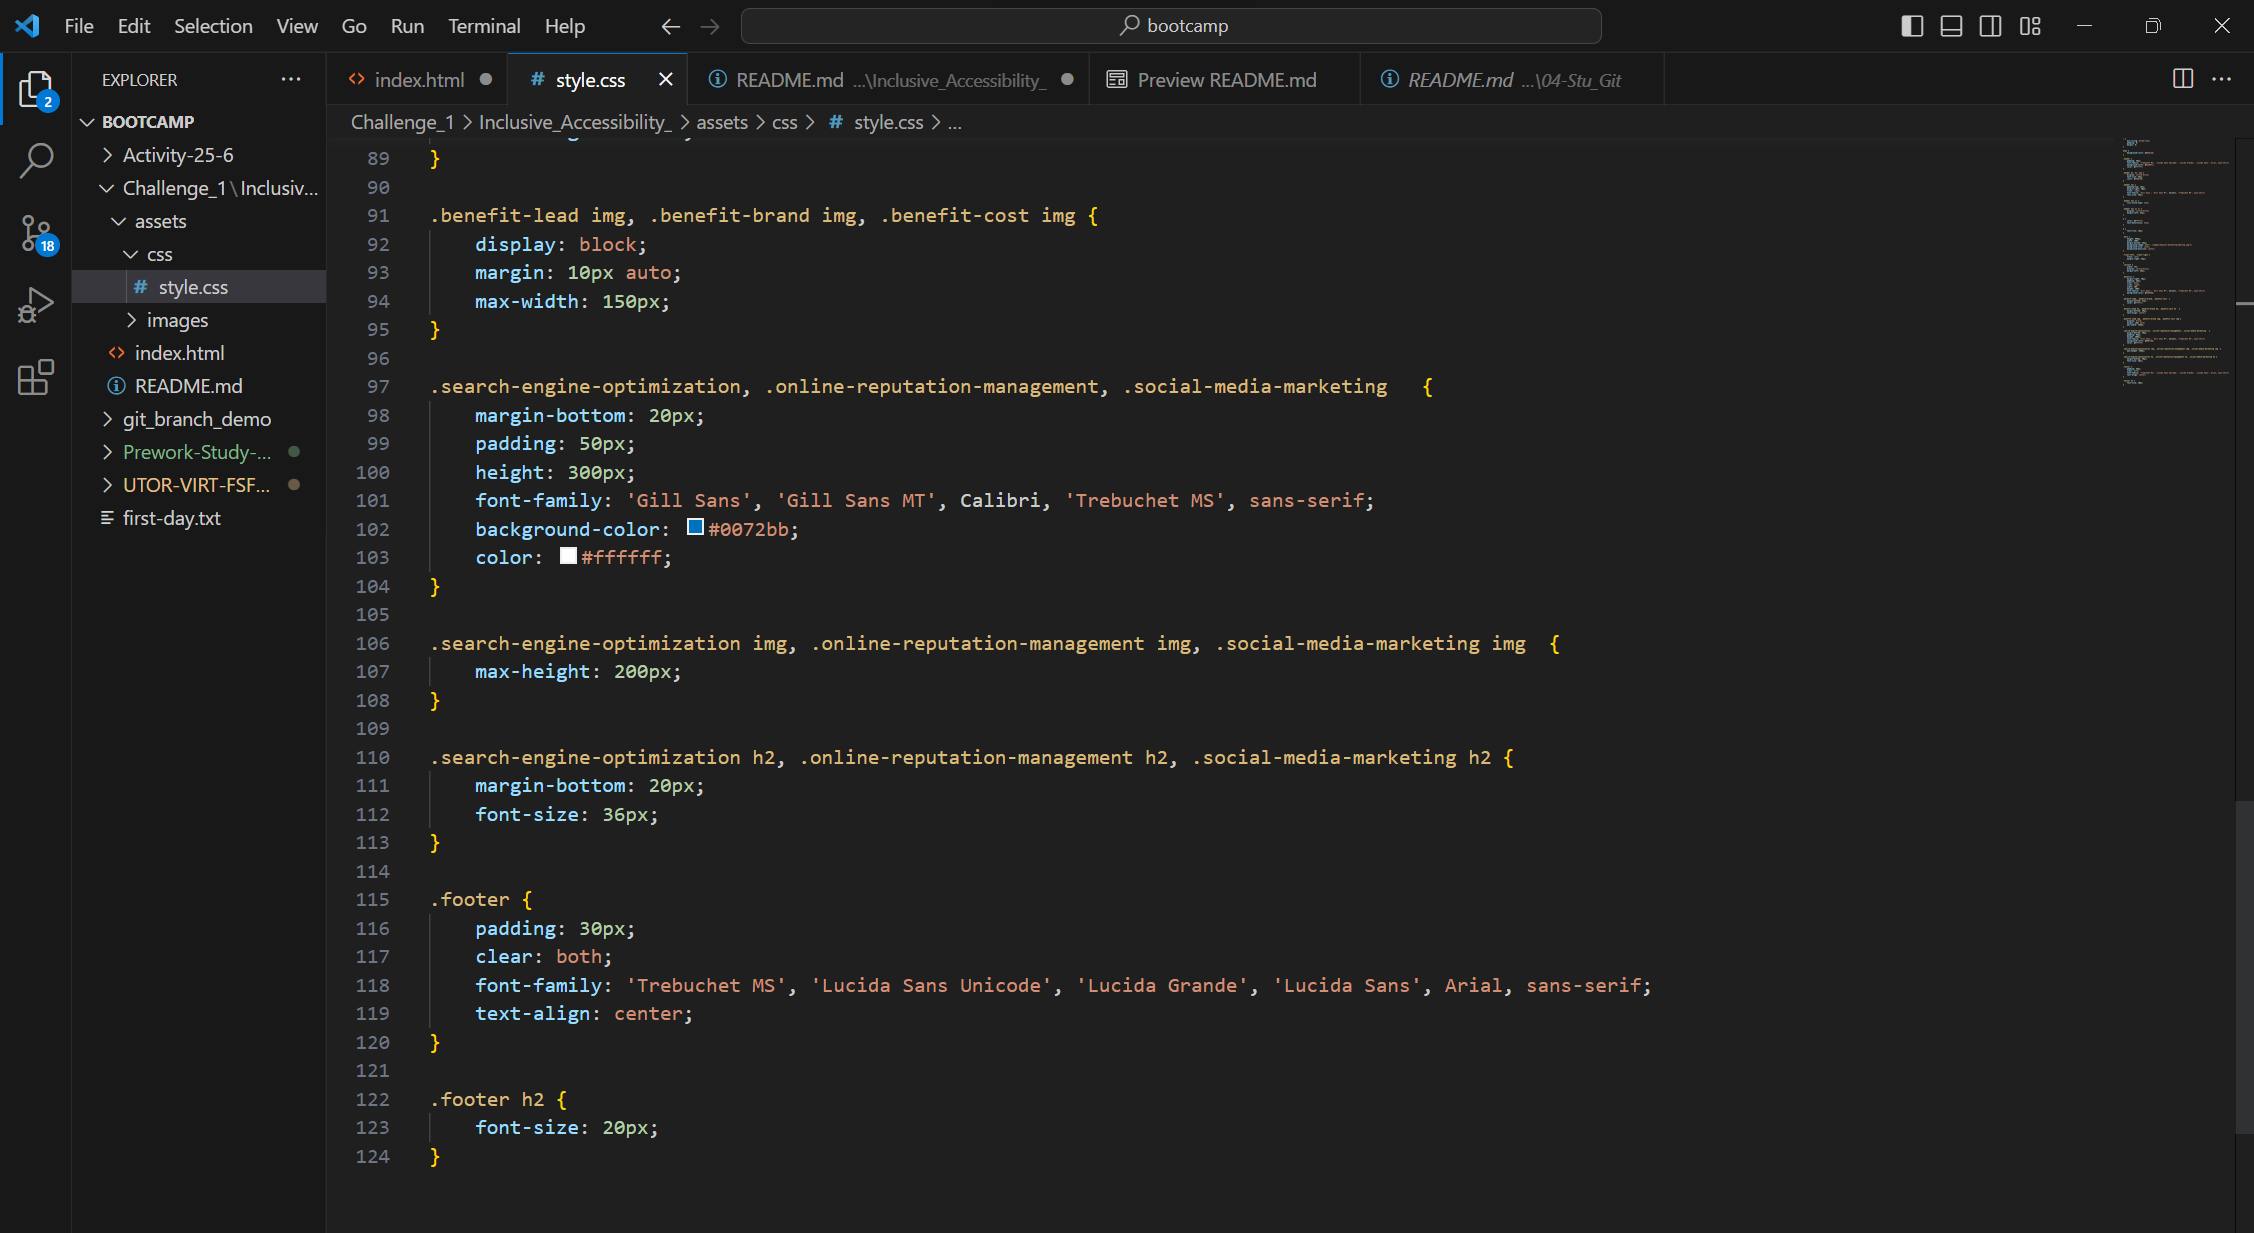 File Edit Selection View Go Run Terminal Help
bootcamp
EXPLORER
2
BOOTCAMP
Activity-25-6
Challenge_1\Inclusiv...
assets
css
# style.css
images
<> index.html
README.md
git_branch_demo
Prework-Study-...
UTOR-VIRT-FSF...
first-day.txt
18
<> index.html
# style.css
README.md ...\Inclusive_Accessibility_
Preview README.md
README.md ...\04-Stu_Git
Challenge_1 > Inclusive_Accessibility_ > assets > css > # style.css > ...
89 }
90
91 .benefit-lead img, .benefit-brand img, .benefit-cost img {
92 display: block;
93 margin: 10px auto;
94 max-width: 150px;
95 }
96
97 .search-engine-optimization, .online-reputation-management, .social-media-marketing {
98 margin-bottom: 20px;
99 padding: 50px;
100 height: 300px;
101 font-family: 'Gill Sans', 'Gill Sans MT', Calibri, 'Trebuchet MS', sans-serif;
102 background-color: #0072bb;
103 color: #ffffff;
104 }
105
106 .search-engine-optimization img, .online-reputation-management img, .social-media-marketing img {
107 max-height: 200px;
108 }
109
110 .search-engine-optimization h2, .online-reputation-management h2, .social-media-marketing h2 {
111 margin-bottom: 20px;
112 font-size: 36px;
113 }
114
115 .footer {
116 padding: 30px;
117 clear: both;
118 font-family: 'Trebuchet MS', 'Lucida Sans Unicode', 'Lucida Grande', 'Lucida Sans', Arial, sans-serif;
119 text-align: center;
120 }
121
122 .footer h2 {
123 font-size: 20px;
124 }